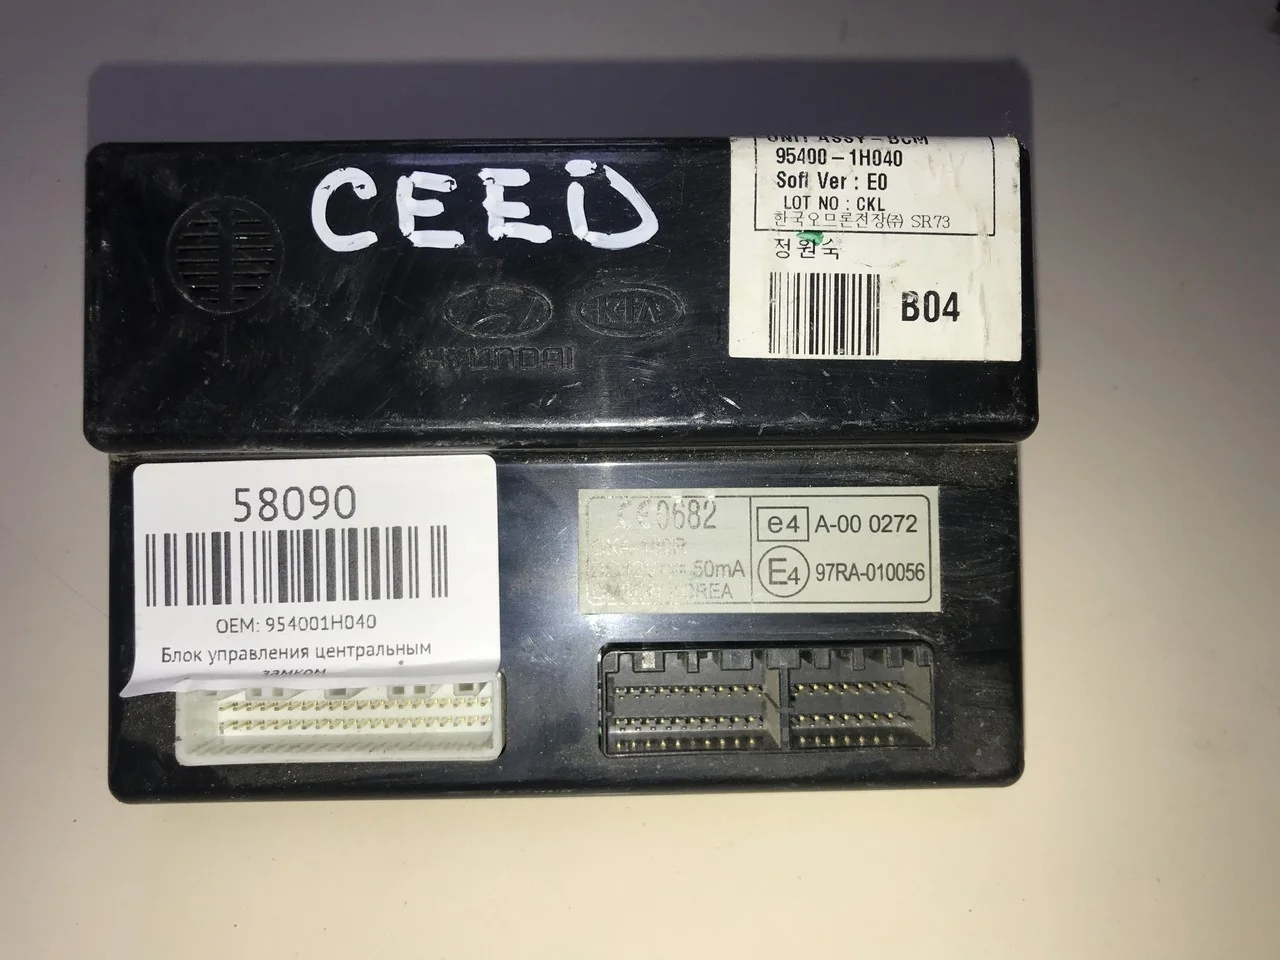 CEED
UNIT ASSY-BCM
95400-1H040
Soft Ver : E0
LOT NO : CKL
한국오므론전장㈜ SR73
정원숙
B04
KIA
HYUNDAI
58090
OEM: 954001H040
Блок управления центральным
замком
CE0682
50mA
KOREA
e4 A-00 0272
E4 97RA-010056